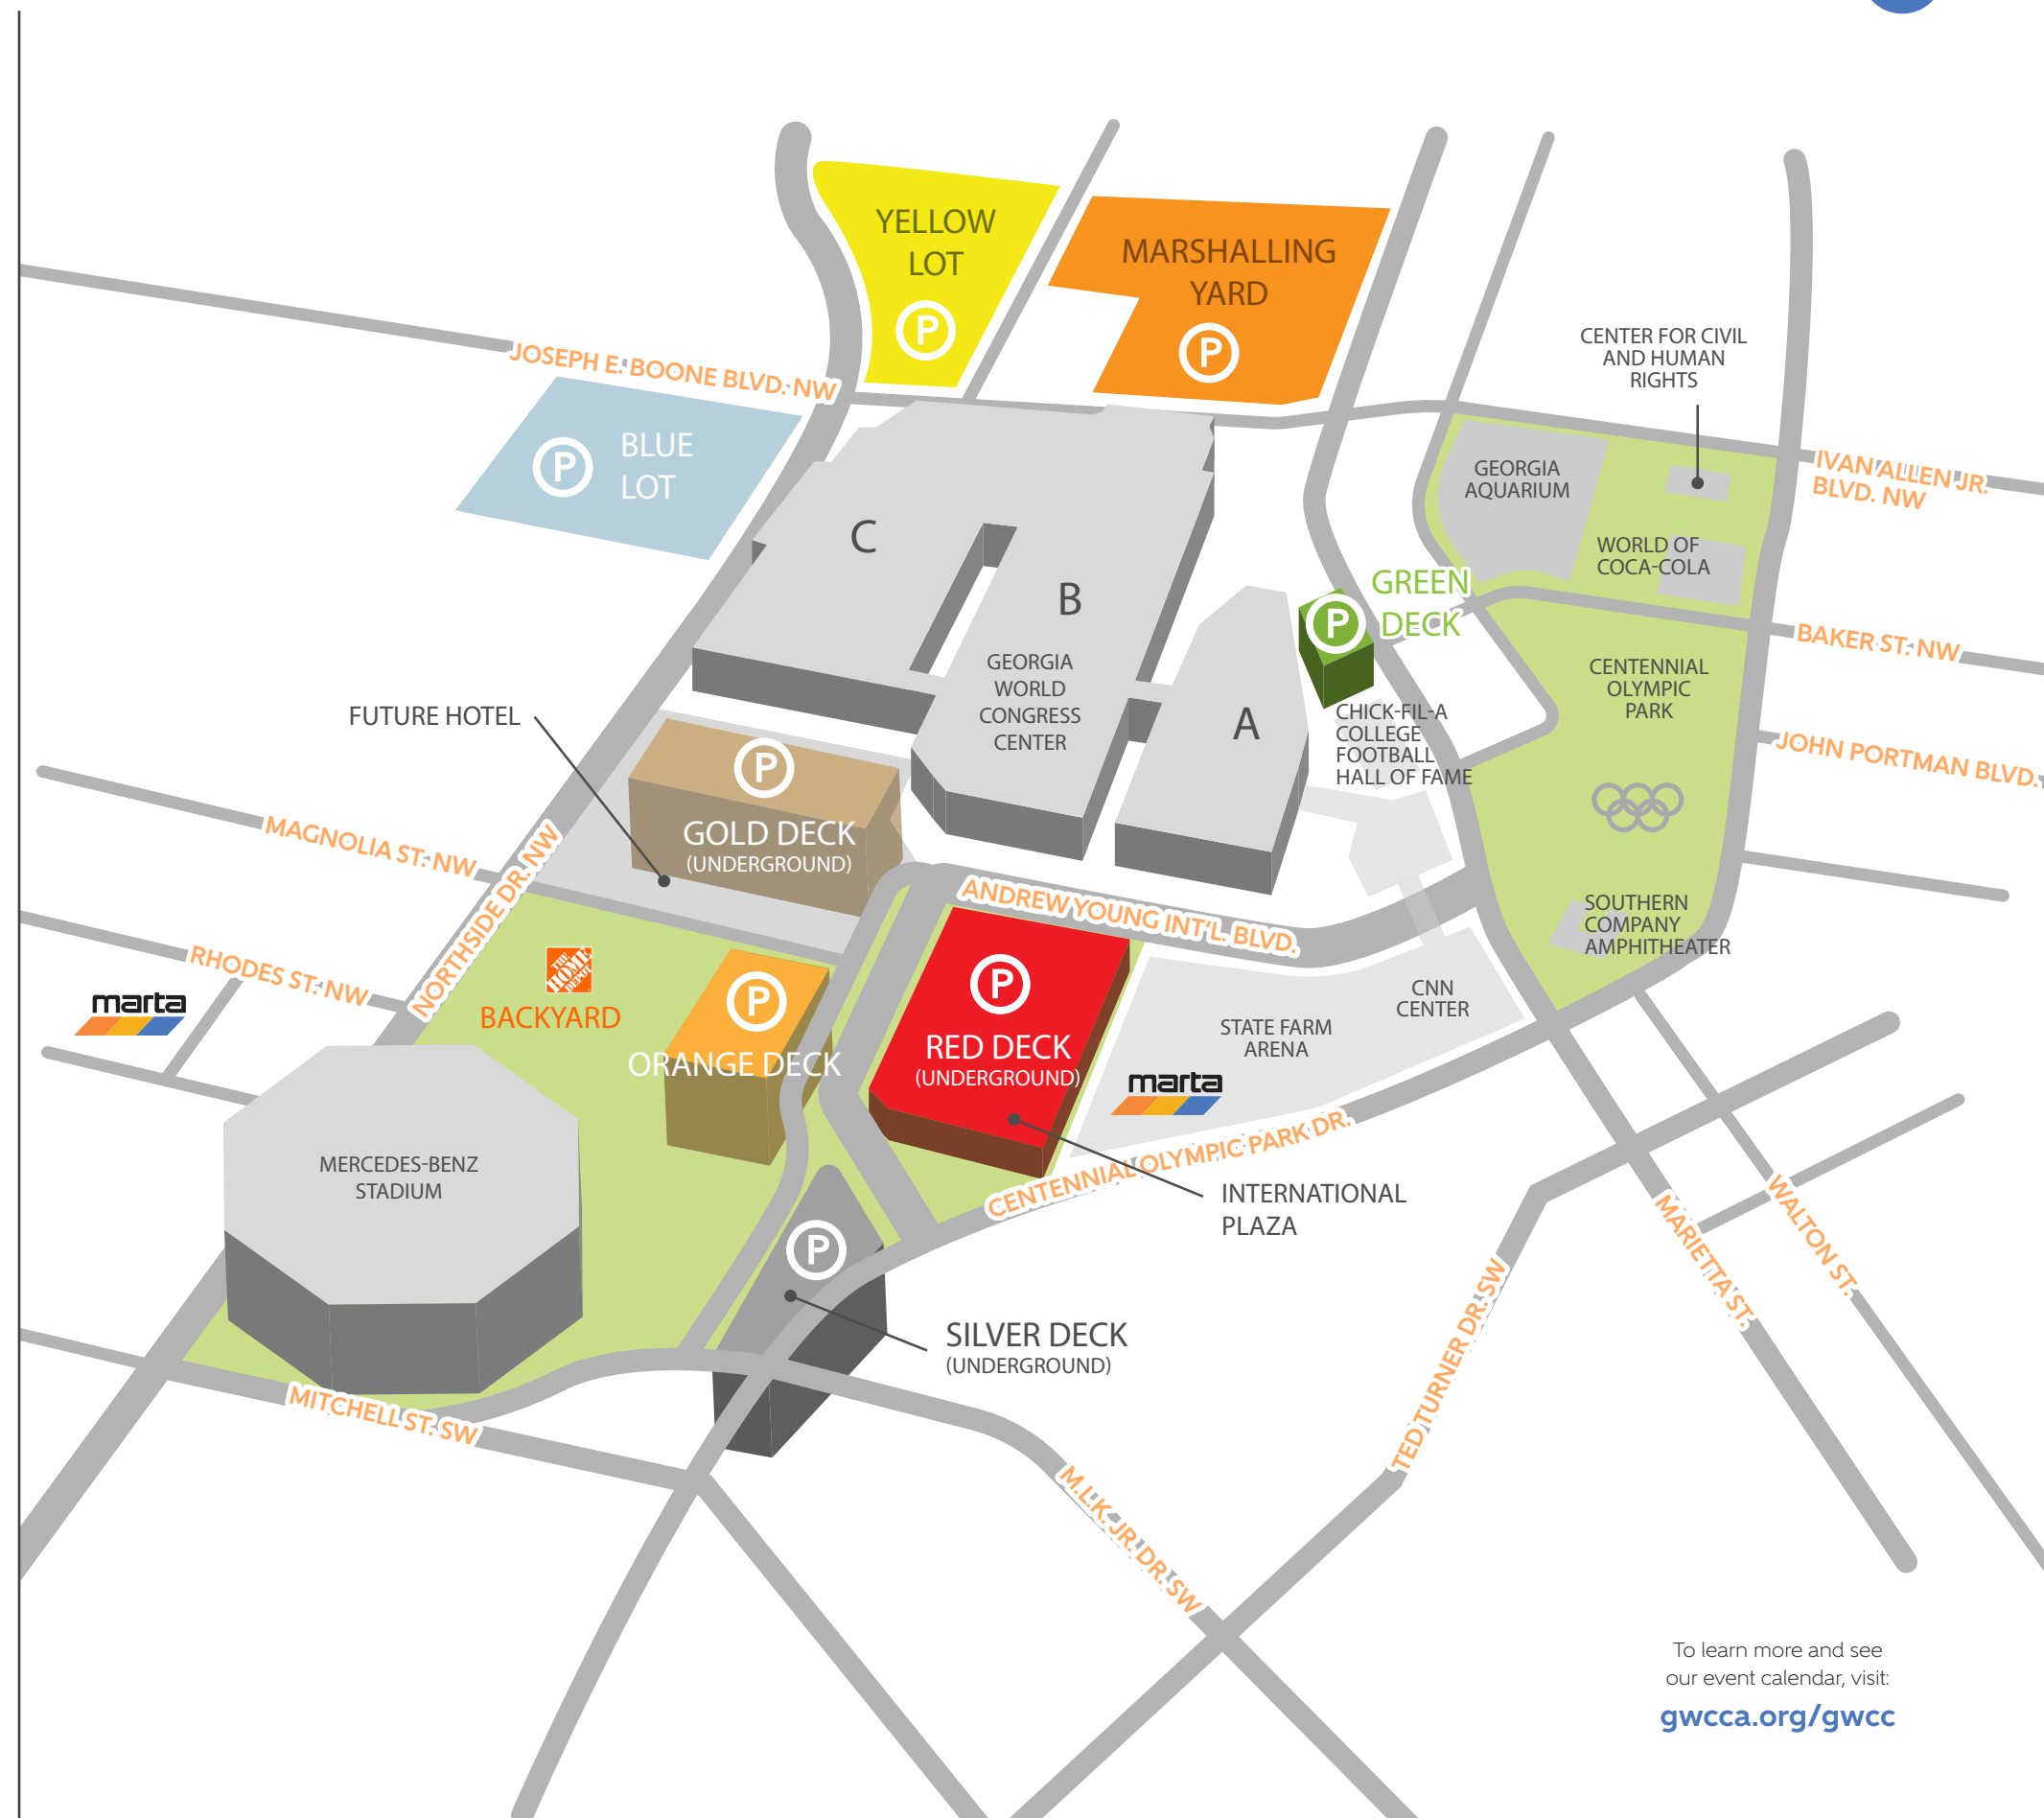 YELLOW
LOT
P
MARSHALLING
YARD
P
CENTER FOR CIVIL
AND HUMAN
RIGHTS
JOSEPH E. BOONE BLVD. NW
P
BLUE
LOT
GEORGIA
AQUARIUM
IVAN ALLEN JR.
BLVD. NW
C
WORLD OF
COCA-COLA
B
GREEN
DECK
P
BAKER ST. NW
GEORGIA
WORLD
CONGRESS
CENTER
CENTENNIAL
OLYMPIC
PARK
FUTURE HOTEL
A
CHICK-FIL-A
COLLEGE
FOOTBALL
HALL OF FAME
JOHN PORTMAN BLVD.
P
GOLD DECK
(UNDERGROUND)
MAGNOLIA ST. NW
NORTHSIDE DR. NW
ANDREW YOUNG INT'L. BLVD.
SOUTHERN
COMPANY
AMPHITHEATER
RHODES ST. NW
marta
THE
HOME
DEPOT
BACKYARD
P
ORANGE DECK
P
RED DECK
(UNDERGROUND)
CNN
CENTER
STATE FARM
ARENA
marta
CENTENNIAL OLYMPIC PARK DR.
MERCEDES-BENZ
STADIUM
INTERNATIONAL
PLAZA
P
SILVER DECK
(UNDERGROUND)
MARIETTA ST.
WALTON ST.
TED TURNER DR. SW
MITCHELL ST. SW
M.L.K. JR. DR. SW
To learn more and see
our event calendar, visit:
gwcca.org/gwcc